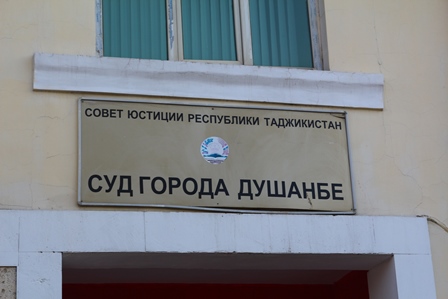 СОВЕТ ЮСТИЦИИ РЕСПУБЛИКИ ТАДЖИКИСТАН
СУД ГОРОДА ДУШАНБЕ